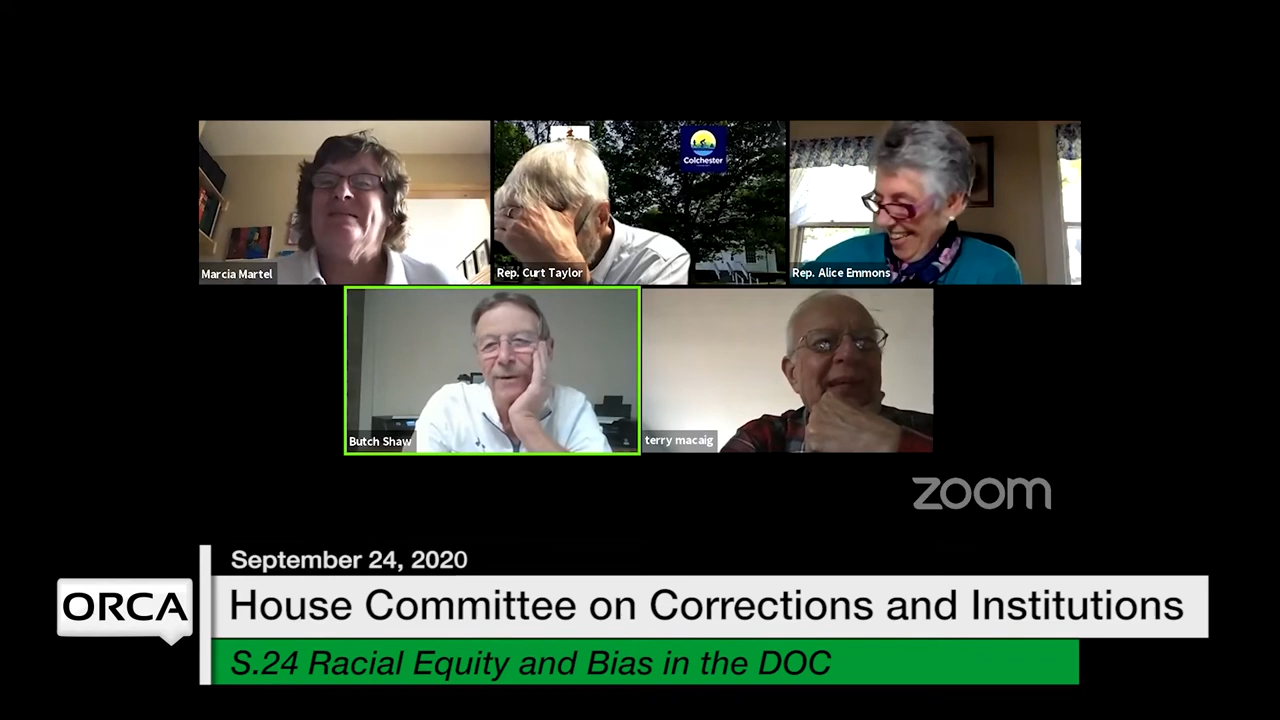 Colchester
Marcia Martel
Rep. Curt Taylor
Rep. Alice Emmons
Butch Shaw
terry macaig
zoom
September 24, 2020
ORCA
House Committee on Corrections and Institutions
S.24 Racial Equity and Bias in the DOC